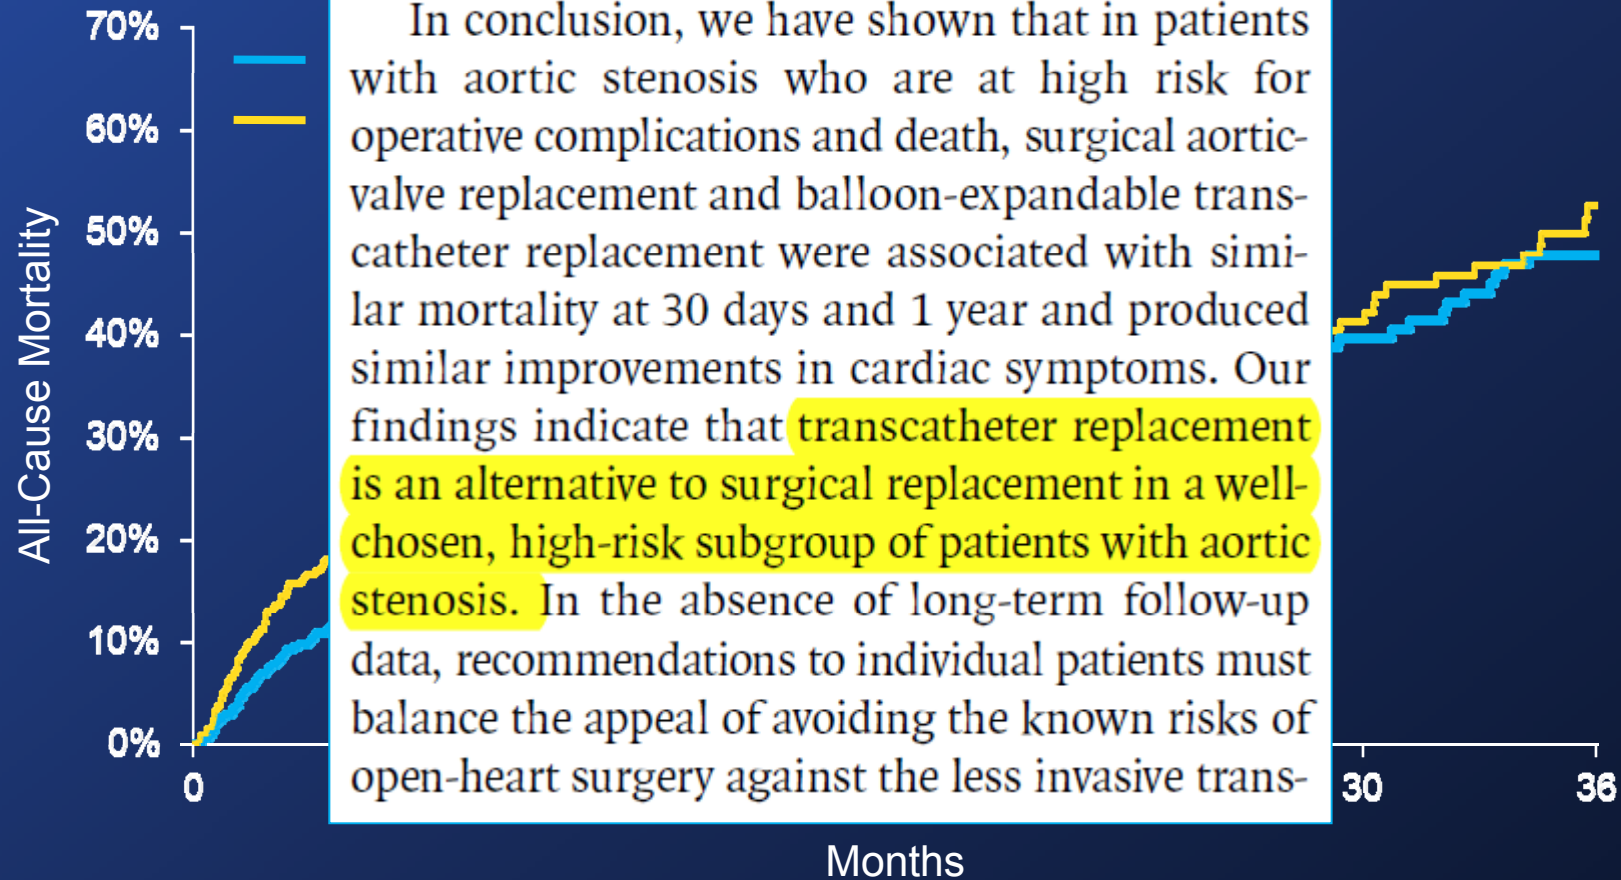 70%
60%
50%
40%
30%
20%
10%
0%
All-Cause Mortality
In conclusion, we have shown that in patients
with aortic stenosis who are at high risk for
operative complications and death, surgical aortic-
valve replacement and balloon-expandable trans-
catheter replacement were associated with simi-
lar mortality at 30 days and 1 year and produced
similar improvements in cardiac symptoms. Our
findings indicate that transcatheter replacement
is an alternative to surgical replacement in a well-
chosen, high-risk subgroup of patients with aortic
stenosis. In the absence of long-term follow-up
data, recommendations to individual patients must
balance the appeal of avoiding the known risks of
open-heart surgery against the less invasive trans-
0 30 36
Months